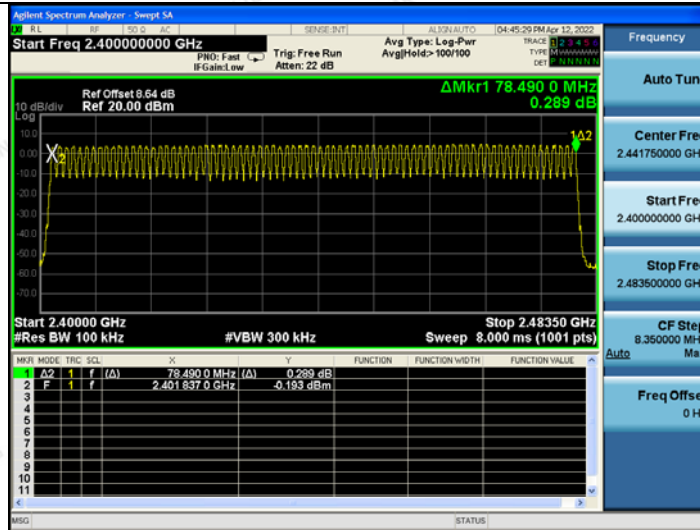 Agilent Spectrum Analyzer - Swept SA
RL RF 50 Ω AC SENSE:INT ALIGN AUTO 04:45:29 PM Apr 12, 2022
Start Freq 2.400000000 GHz
PNO: Fast
IFGain:Low
Trig: Free Run
Atten: 22 dB
Avg Type: Log-Pwr
Avg|Hold:> 100/100
TRACE 1 2 3 4 5 6
TYPE
DET P N N N N N
Ref Offset 8.64 dB
Ref 20.00 dBm
10 dB/div
Log
ΔMkr1 78.490 0 MHz
0.289 dB
10.0
0.00
-10.0
-20.0
-30.0
-40.0
-50.0
-60.0
-70.0
2
1Δ2
Start 2.40000 GHz Stop 2.48350 GHz
#Res BW 100 kHz #VBW 300 kHz Sweep 8.000 ms (1001 pts)
MKR MODE TRC SCL X Y FUNCTION FUNCTION WIDTH FUNCTION VALUE
1 Δ2 1 f (Δ) 78.490 0 MHz (Δ) 0.289 dB
2 F 1 f 2.401 837 0 GHz -0.193 dBm
3
4
5
6
7
8
9
10
11
MSG STATUS
Frequency
Auto Tun
Center Fre
2.441750000 GH
Start Fre
2.400000000 GH
Stop Fre
2.483500000 GH
CF Step
8.350000 MH
Auto Ma
Freq Offse
0 H